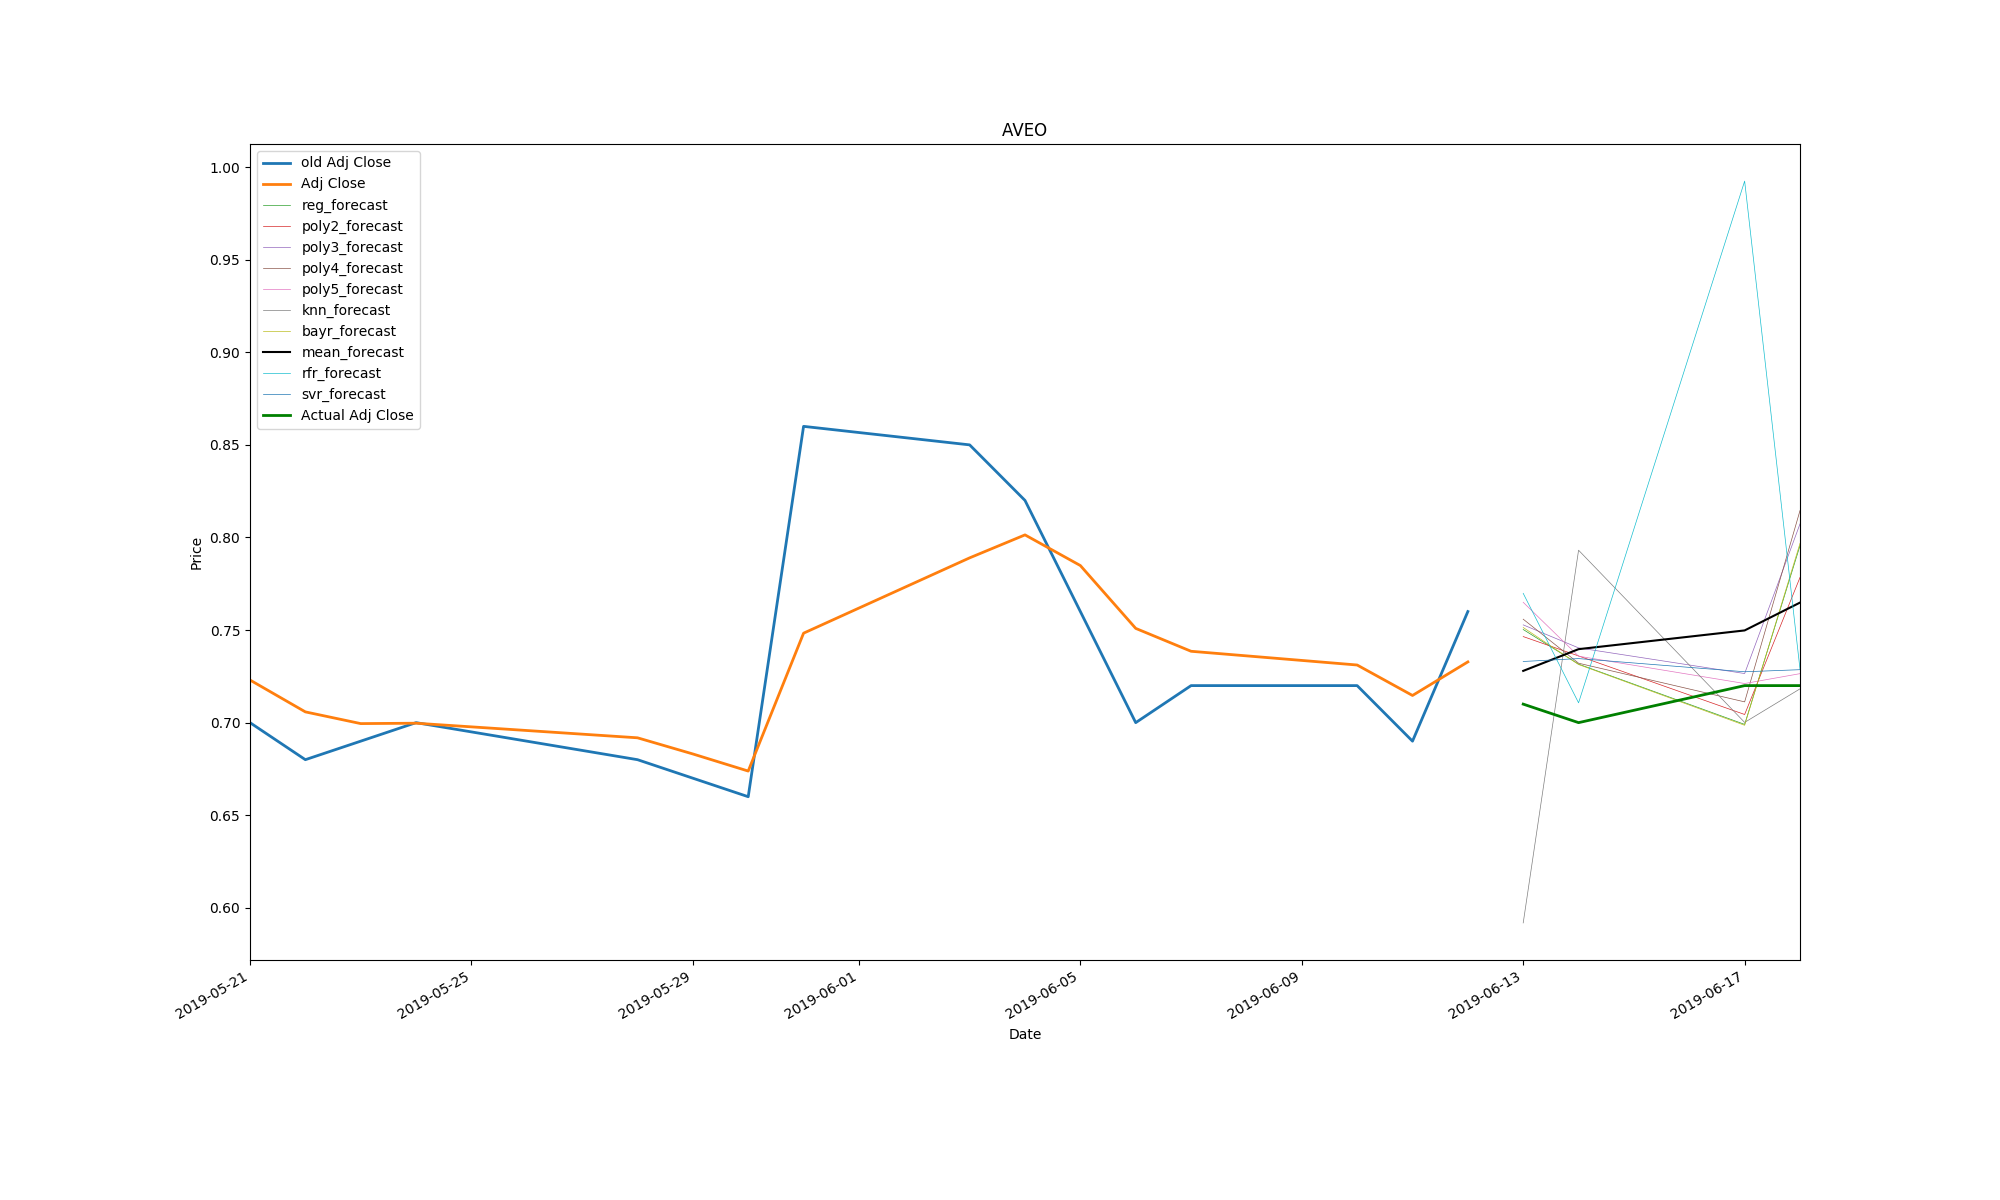 AVEO
1.00
0.95
0.90
0.85
0.80
0.75
0.70
0.65
0.60
Price
old Adj Close
Adj Close
reg_forecast
poly2_forecast
poly3_forecast
poly4_forecast
poly5_forecast
knn_forecast
bayr_forecast
mean_forecast
rfr_forecast
svr_forecast
Actual Adj Close
2019-05-21
2019-05-25
2019-05-29
2019-06-01
2019-06-05
2019-06-09
2019-06-13
2019-06-17
Date